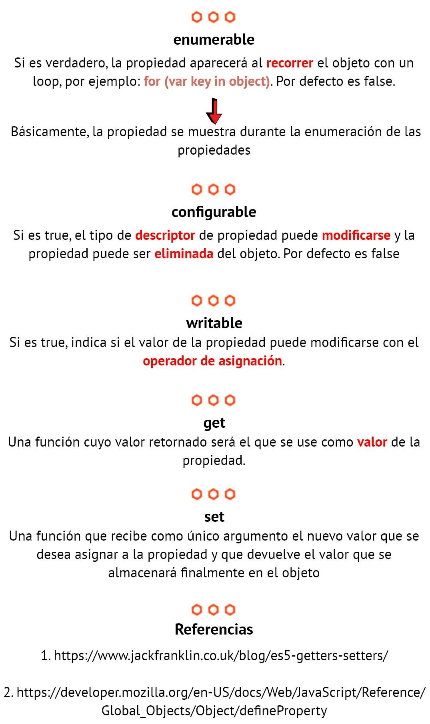 enumerable
Si es verdadero, la propiedad aparecerá al recorrer el objeto con un
loop, por ejemplo: for (var key in object). Por defecto es false.
Básicamente, la propiedad se muestra durante la enumeración de las
propiedades
configurable
Si es true, el tipo de descriptor de propiedad puede modificarse y la
propiedad puede ser eliminada del objeto. Por defecto es false
writable
Si es true, indica si el valor de la propiedad puede modificarse con el
operador de asignación.
get
Una función cuyo valor retornado será el que se use como valor de la
propiedad.
set
Una función que recibe como único argumento el nuevo valor que se
desea asignar a la propiedad y que devuelve el valor que se
almacenará finalmente en el objeto
Referencias
1. https://www.jackfranklin.co.uk/blog/es5-getters-setters/
2. https://developer.mozilla.org/en-US/docs/Web/JavaScript/Reference/
Global_Objects/Object/defineProperty